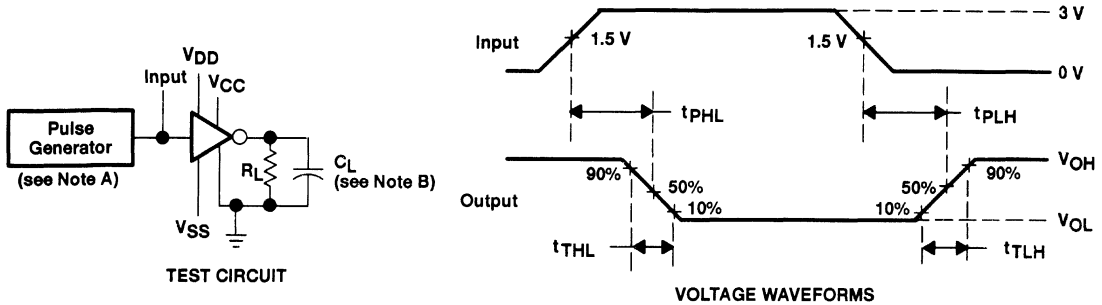 VDD
Input
VCC
Pulse
Generator
(see Note A)
RL
CL
(see Note B)
VSS
TEST CIRCUIT
3 V
Input
1.5 V
1.5 V
0 V
tPHL
tPLH
VOH
90%
50%
10%
50%
90%
10%
Output
VOL
tTHL
tTLH
VOLTAGE WAVEFORMS